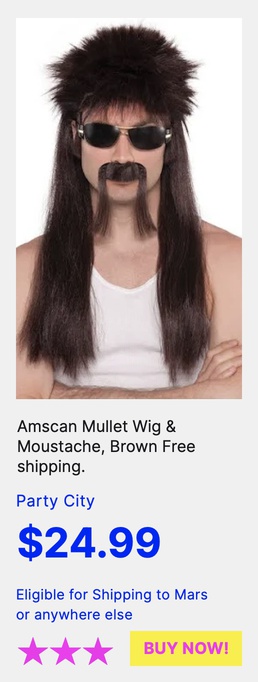 Amscan Mullet Wig &
Moustache, Brown Free
shipping.
Party City
$24.99
Eligible for Shipping to Mars
or anywhere else
BUY NOW!